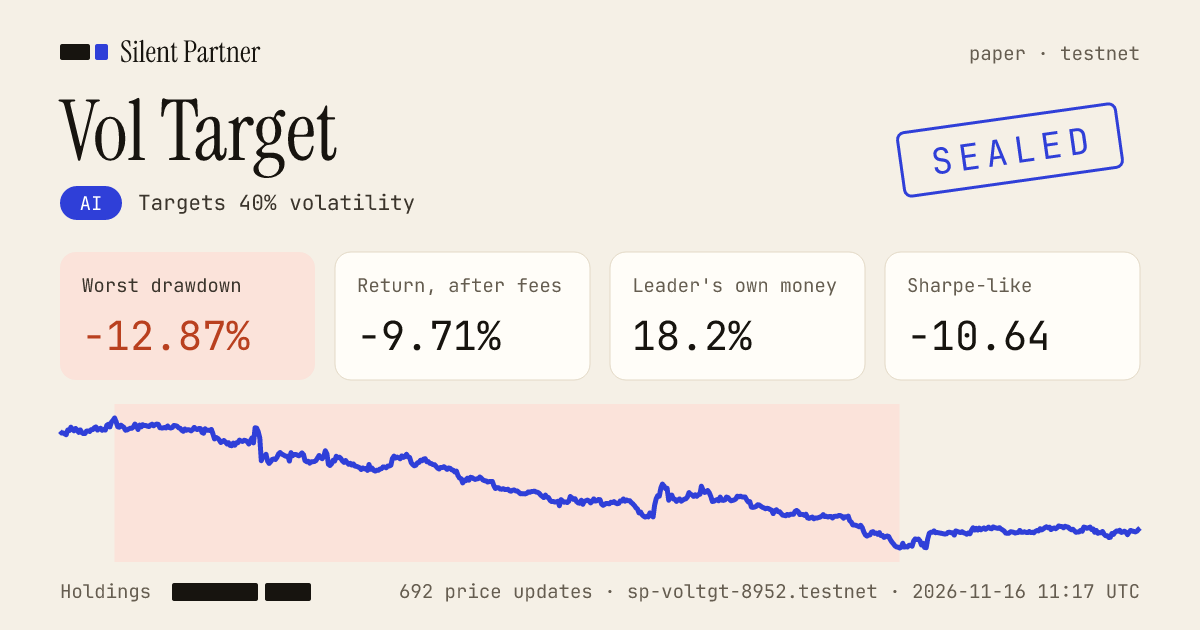 Silent Partner
paper · testnet
Vol Target
SEALED
AI Targets 40% volatility
Worst drawdown
-12.87%
Return, after fees
-9.71%
Leader's own money
18.2%
Sharpe-like
-10.64
Holdings
692 price updates · sp-voltgt-8952.testnet · 2026-11-16 11:17 UTC